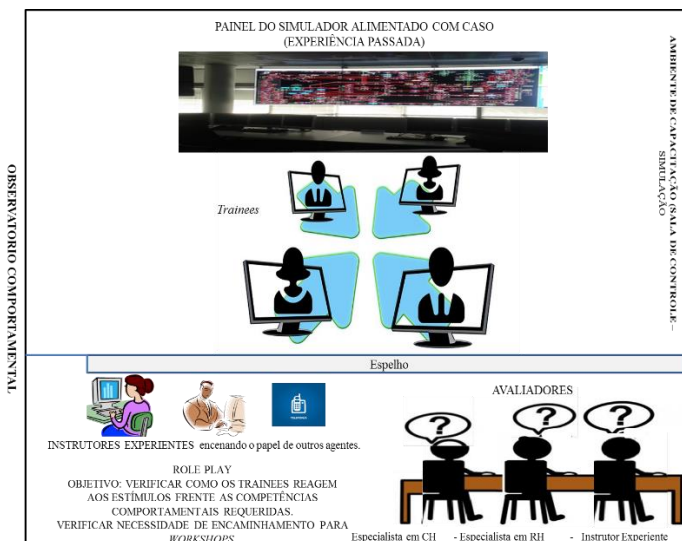 PAINEL DO SIMULADOR ALIMENTADO COM CASO
(EXPERIÊNCIA PASSADA)
OBSERVATORIO COMPORTAMENTAL
AMBIENTE DE CAPACITAÇÃO (SALA DE CONTROLE –
SIMULAÇÃO
Trainees
Espelho
INSTRUTORES EXPERIENTES encenando o papel de outros agentes.
ROLE PLAY
OBJETIVO: VERIFICAR COMO OS TRAINEES REAGEM
AOS ESTÍMULOS FRENTE AS COMPETÊNCIAS
COMPORTAMENTAIS REQUERIDAS.
VERIFICAR NECESSIDADE DE ENCAMINHAMENTO PARA
WORKSHOPS
AVALIADORES
? ? ?
Especialista em CH - Especialista em RH - Instrutor Experiente